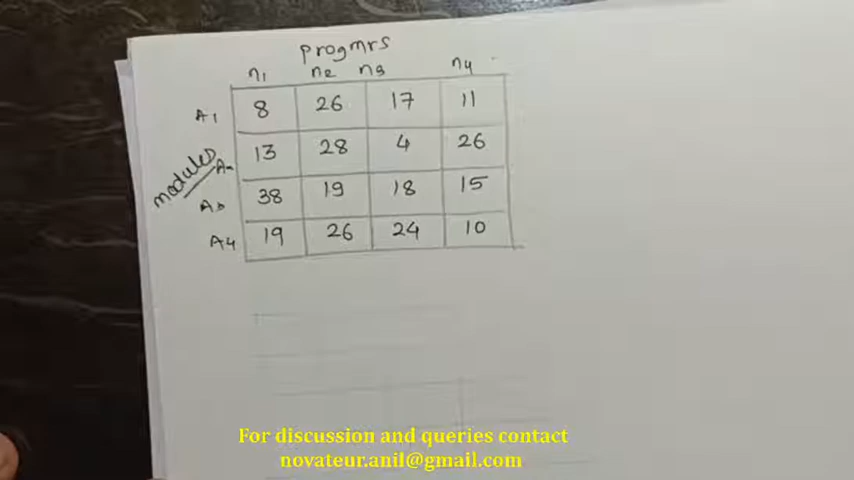 progmrs
n1 n2 n3 n4
A1 8 26 17 11
modules
13 28 4 26
38 19 18 15
A4 19 26 24 10
For discussion and queries contact
novateur.anil@gmail.com